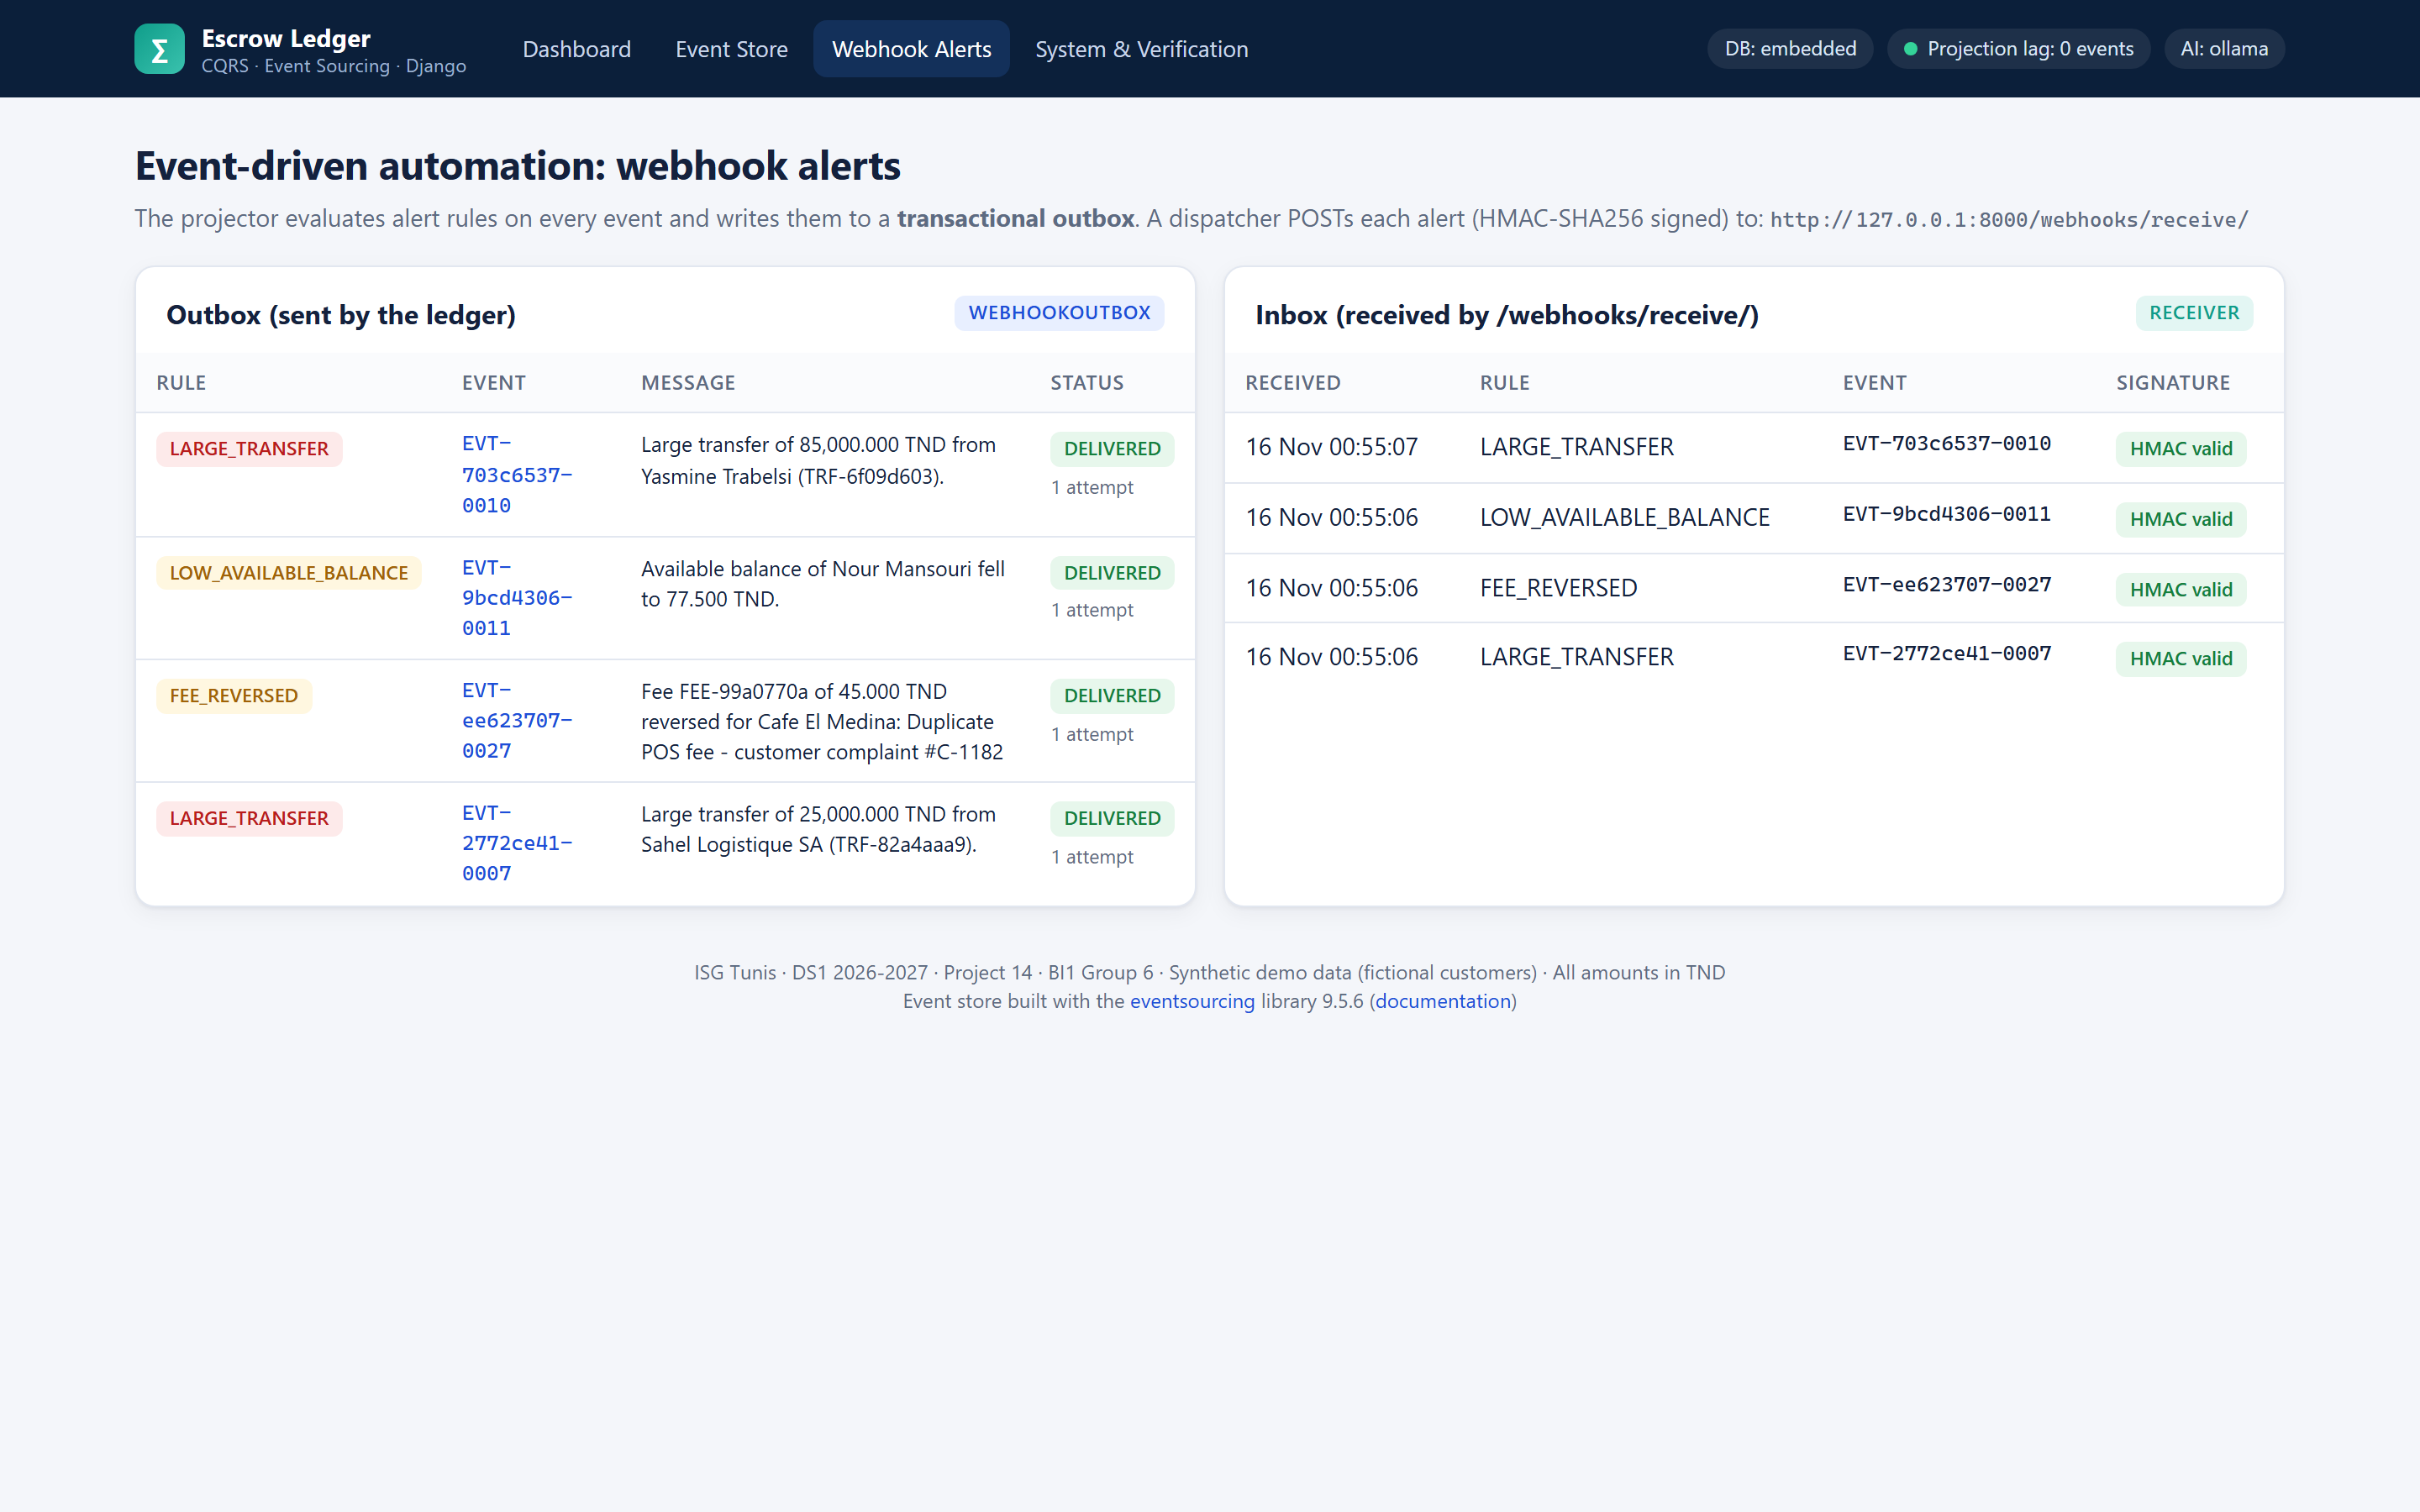 Σ
Escrow Ledger
CQRS · Event Sourcing · Django
Dashboard
Event Store
Webhook Alerts
System & Verification
DB: embedded
Projection lag: 0 events
AI: ollama
Event-driven automation: webhook alerts
The projector evaluates alert rules on every event and writes them to a transactional outbox. A dispatcher POSTs each alert (HMAC-SHA256 signed) to: http://127.0.0.1:8000/webhooks/receive/
Outbox (sent by the ledger)
WEBHOOKOUTBOX
RULE EVENT MESSAGE STATUS
LARGE_TRANSFER
EVT-
703c6537-
0010
Large transfer of 85,000.000 TND from
Yasmine Trabelsi (TRF-6f09d603).
DELIVERED
1 attempt
LOW_AVAILABLE_BALANCE
EVT-
9bcd4306-
0011
Available balance of Nour Mansouri fell
to 77.500 TND.
DELIVERED
1 attempt
FEE_REVERSED
EVT-
ee623707-
0027
Fee FEE-99a0770a of 45.000 TND
reversed for Cafe El Medina: Duplicate
POS fee - customer complaint #C-1182
DELIVERED
1 attempt
LARGE_TRANSFER
EVT-
2772ce41-
0007
Large transfer of 25,000.000 TND from
Sahel Logistique SA (TRF-82a4aaa9).
DELIVERED
1 attempt
Inbox (received by /webhooks/receive/)
RECEIVER
RECEIVED RULE EVENT SIGNATURE
16 Nov 00:55:07 LARGE_TRANSFER EVT-703c6537-0010 HMAC valid
16 Nov 00:55:06 LOW_AVAILABLE_BALANCE EVT-9bcd4306-0011 HMAC valid
16 Nov 00:55:06 FEE_REVERSED EVT-ee623707-0027 HMAC valid
16 Nov 00:55:06 LARGE_TRANSFER EVT-2772ce41-0007 HMAC valid
ISG Tunis · DS1 2026-2027 · Project 14 · BI1 Group 6 · Synthetic demo data (fictional customers) · All amounts in TND
Event store built with the eventsourcing library 9.5.6 (documentation)